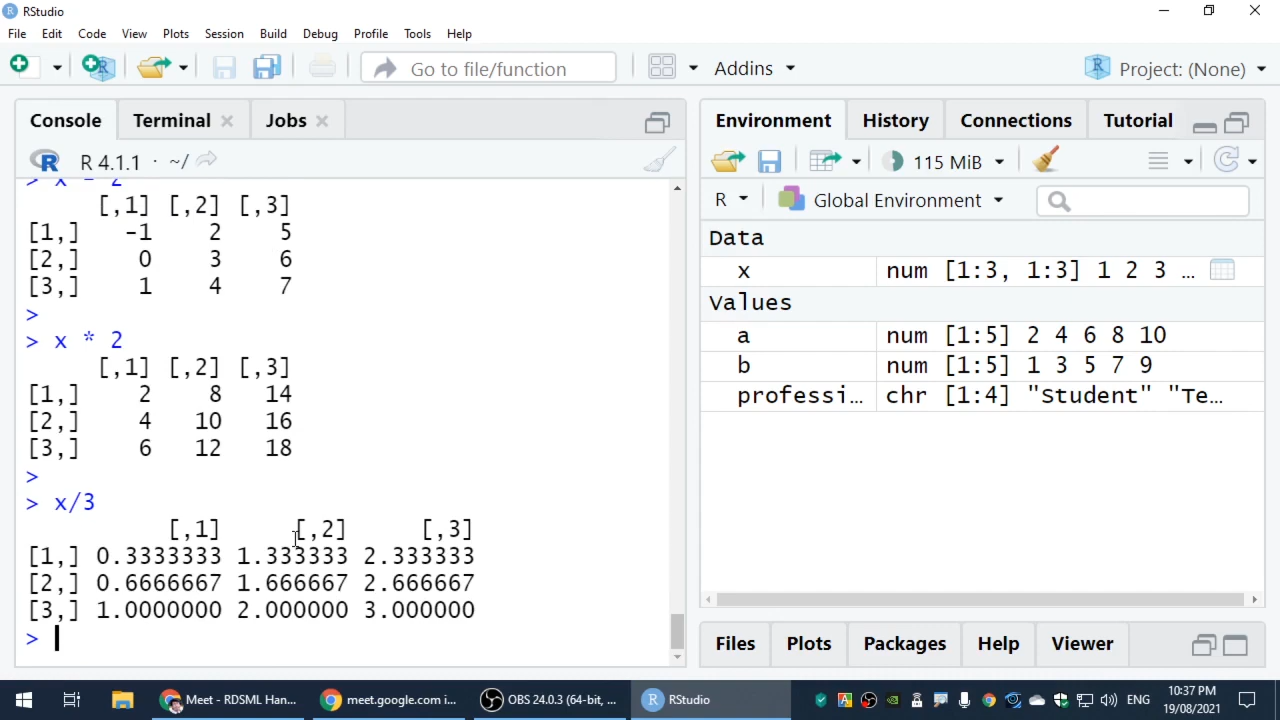 RStudio
File Edit Code View Plots Session Build Debug Profile Tools Help
Go to file/function Addins Project: (None)
Console Terminal Jobs
R 4.1.1 · ~/
> x - 2
[,1] [,2] [,3]
[1,] -1 2 5
[2,] 0 3 6
[3,] 1 4 7
>
> x * 2
[,1] [,2] [,3]
[1,] 2 8 14
[2,] 4 10 16
[3,] 6 12 18
>
> x/3
[,1] [,2] [,3]
[1,] 0.3333333 1.333333 2.333333
[2,] 0.6666667 1.666667 2.666667
[3,] 1.0000000 2.000000 3.000000
>
Environment History Connections Tutorial
115 MiB
R Global Environment
Data
x num [1:3, 1:3] 1 2 3 ...
Values
a num [1:5] 2 4 6 8 10
b num [1:5] 1 3 5 7 9
professi... chr [1:4] "Student" "Te...
Files Plots Packages Help Viewer
Meet - RDSML Han... meet.google.com i... OBS 24.0.3 (64-bit, ... RStudio ENG 10:37 PM
19/08/2021